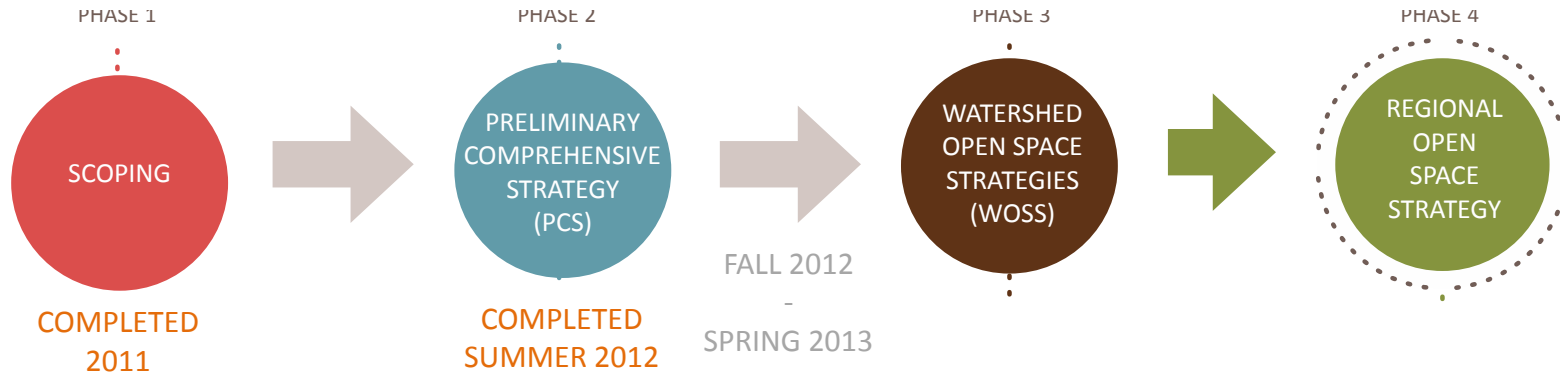 PHASE 1
PHASE 2
PHASE 3
PHASE 4
SCOPING
PRELIMINARY
COMPREHENSIVE
STRATEGY
(PCS)
WATERSHED
OPEN SPACE
STRATEGIES
(WOSS)
REGIONAL
OPEN
SPACE
STRATEGY
COMPLETED
2011
COMPLETED
SUMMER 2012
FALL 2012
-
SPRING 2013